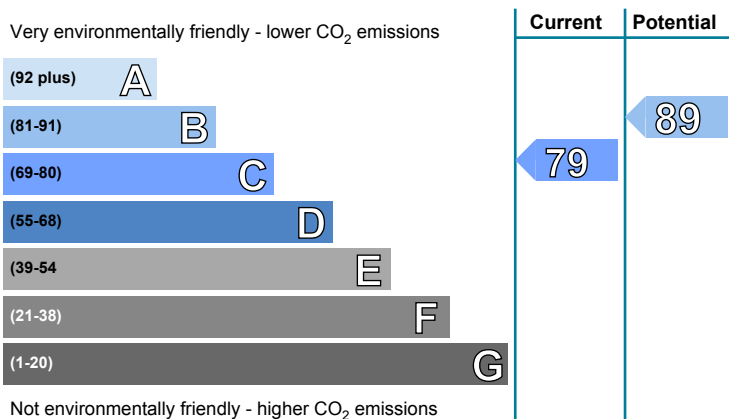 Current Potential
Very environmentally friendly - lower CO2 emissions
(92 plus) A
(81-91) B
89
(69-80) C
79
(55-68) D
(39-54 E
(21-38) F
(1-20) G
Not environmentally friendly - higher CO2 emissions